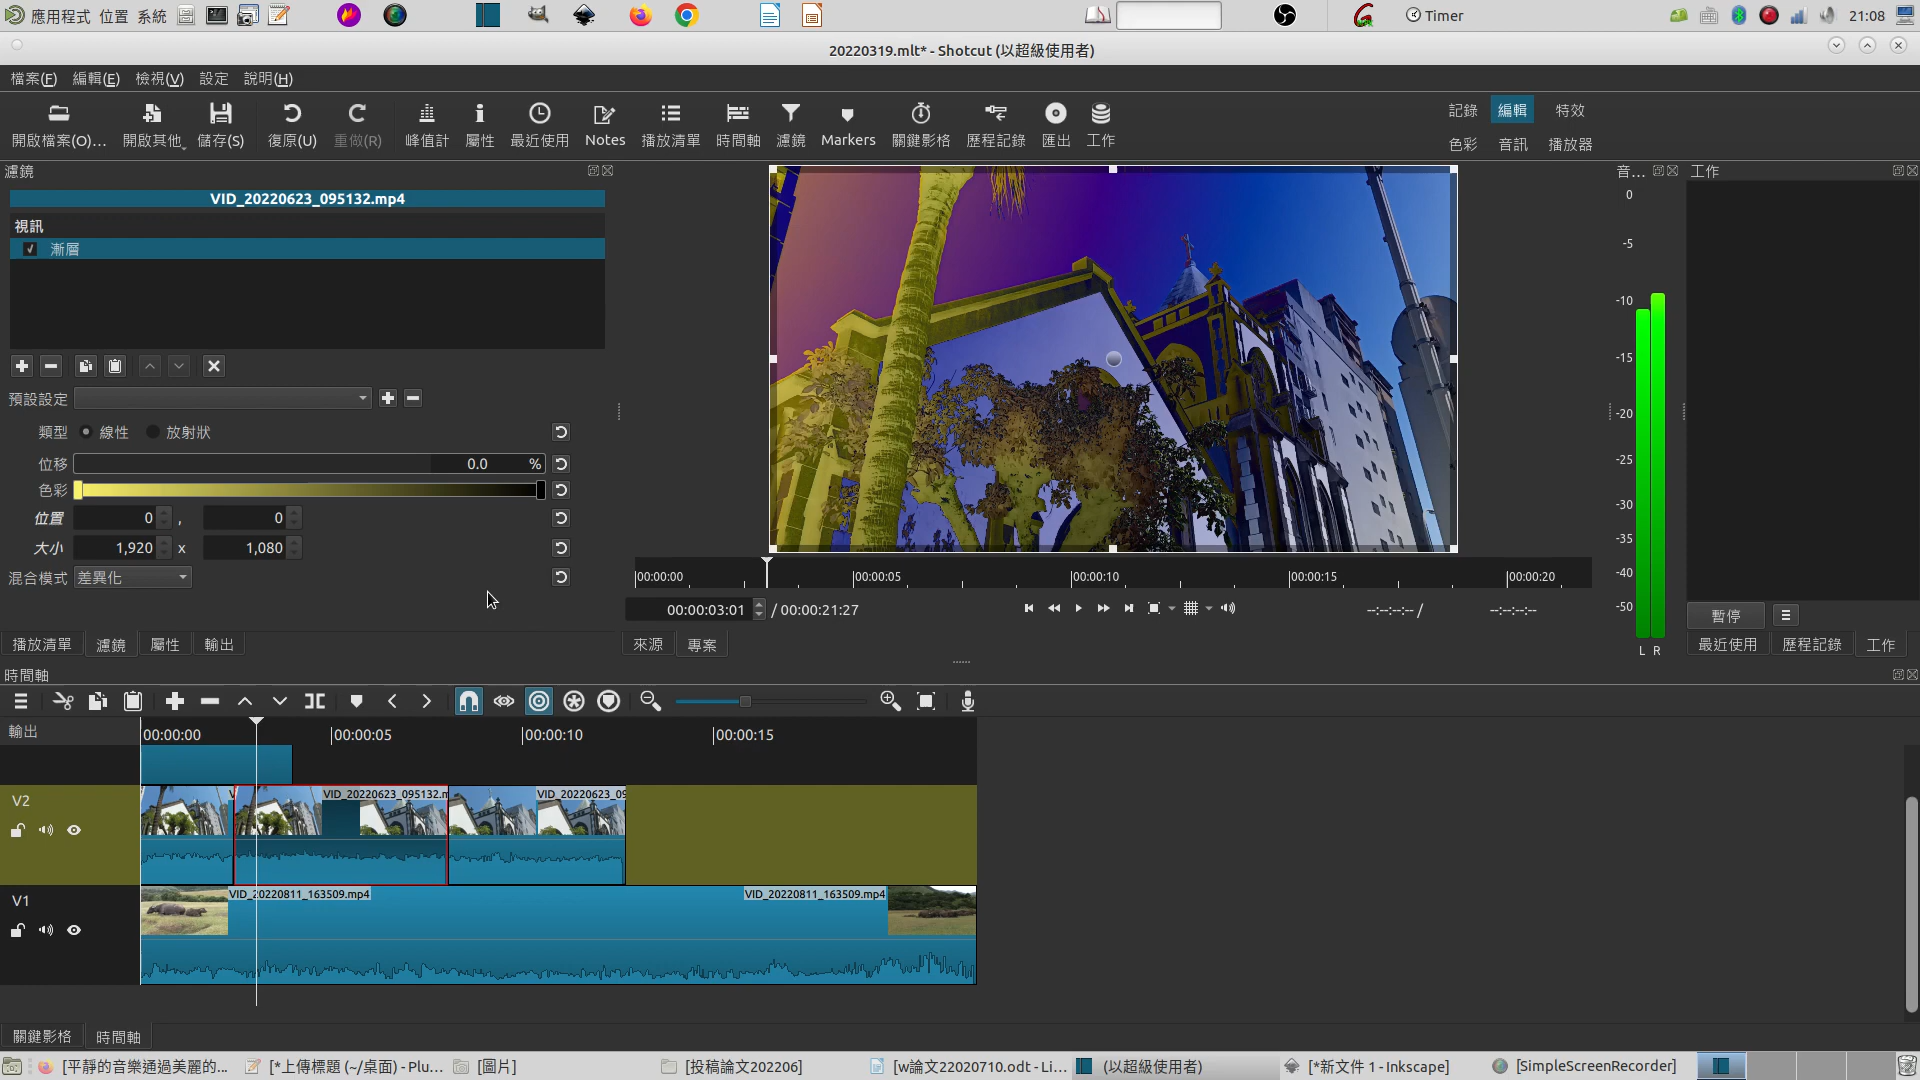 應用程式 位置 系統
Timer
21:08
20220319.mlt* - Shotcut (以超級使用者)
檔案(F) 編輯(E) 檢視(V) 設定 說明(H)
開啟檔案(O)... 開啟其他 儲存(S) 復原(U) 重做(R) 峰值計 屬性 最近使用 Notes 播放清單 時間軸 濾鏡 Markers 關鍵影格 歷程記錄 匯出 工作
記錄 編輯 特效
色彩 音訊 播放器
濾鏡
VID_20220623_095132.mp4
視訊
漸層
預設設定
類型 線性 放射狀
位移 0.0 %
色彩
位置 0 , 0
大小 1,920 x 1,080
混合模式 差異化
播放清單 濾鏡 屬性 輸出
00:00:00 00:00:05 00:00:10 00:00:15 00:00:20
00:00:03:01 / 00:00:21:27
--:--:--:-- / --:--:--:--
來源 專案
音...
0
-5
-10
-15
-20
-25
-30
-35
-40
-50
L R
工作
暫停
最近使用 歷程記錄 工作
時間軸
輸出
00:00:00 00:00:05 00:00:10 00:00:15
V2
V VID_20220623_095132.m VID_20220623_09
V1
VID_20220811_163509.mp4 VID_20220811_163509.mp4
關鍵影格 時間軸
[平靜的音樂通過美麗的... [*上傳標題 (~/桌面) - Plu... [圖片] [投稿論文202206] [w論文22020710.odt - Li... (以超級使用者) [*新文件 1 - Inkscape] [SimpleScreenRecorder]